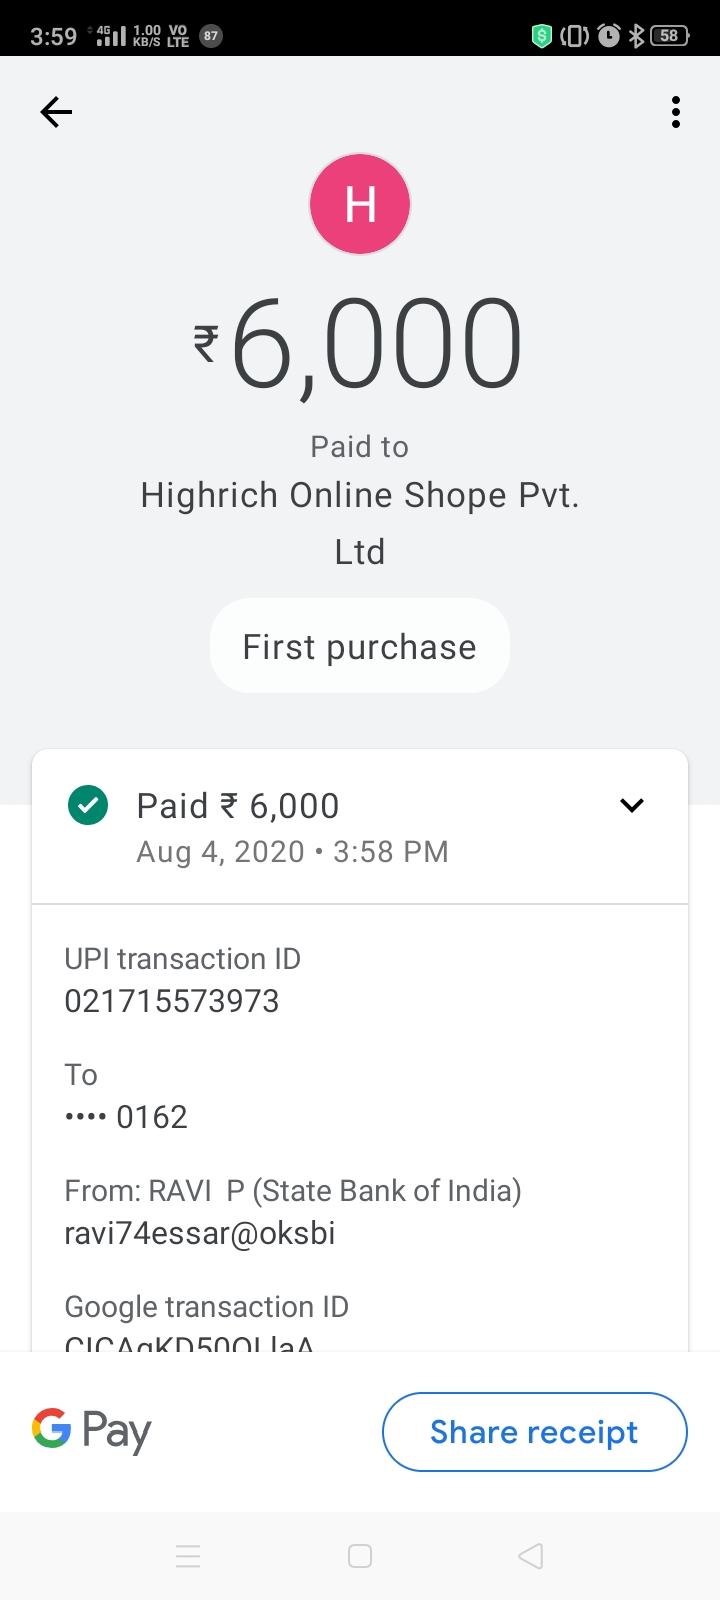 3:59 4G 1.00 KB/S VO LTE 87 58
H
₹6,000
Paid to
Highrich Online Shope Pvt.
Ltd
First purchase
Paid ₹ 6,000
Aug 4, 2020 • 3:58 PM
UPI transaction ID
021715573973
To
•••• 0162
From: RAVI  P (State Bank of India)
ravi74essar@oksbi
Google transaction ID
G Pay
Share receipt